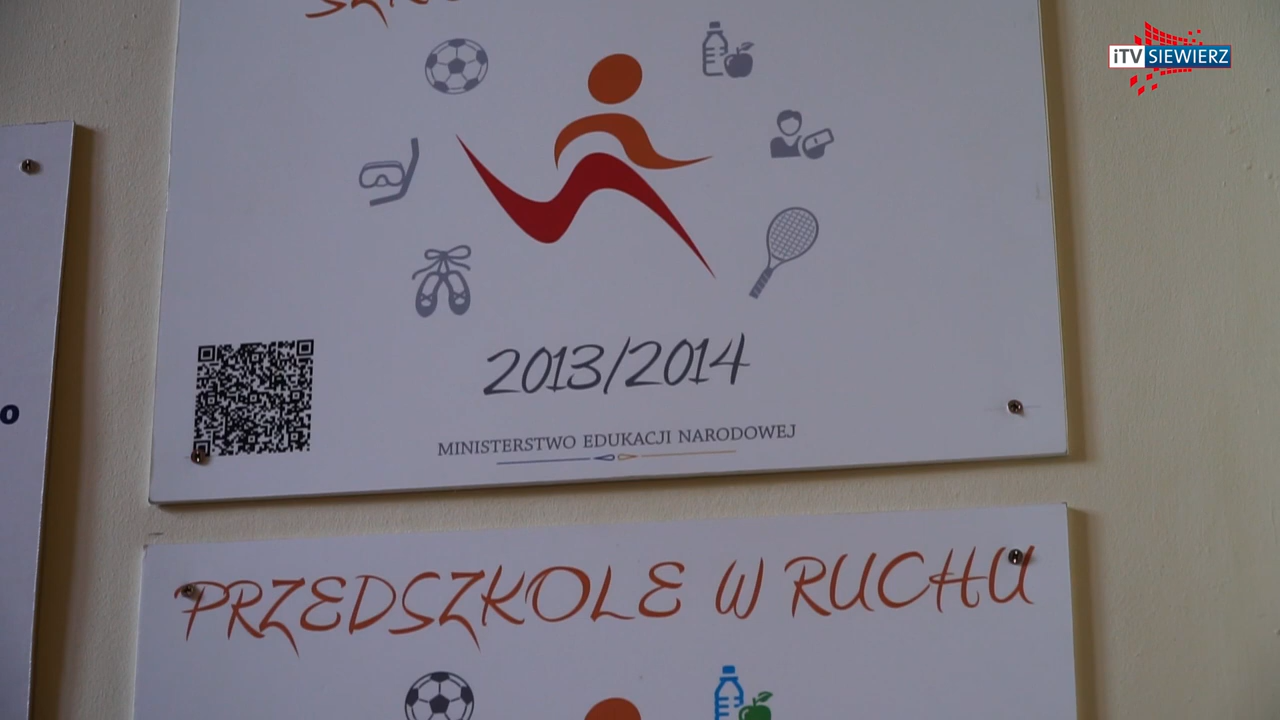 iTV SIEWIERZ
2013/2014
MINISTERSTWO EDUKACJI NARODOWEJ
PRZEDSZKOLE W RUCHU